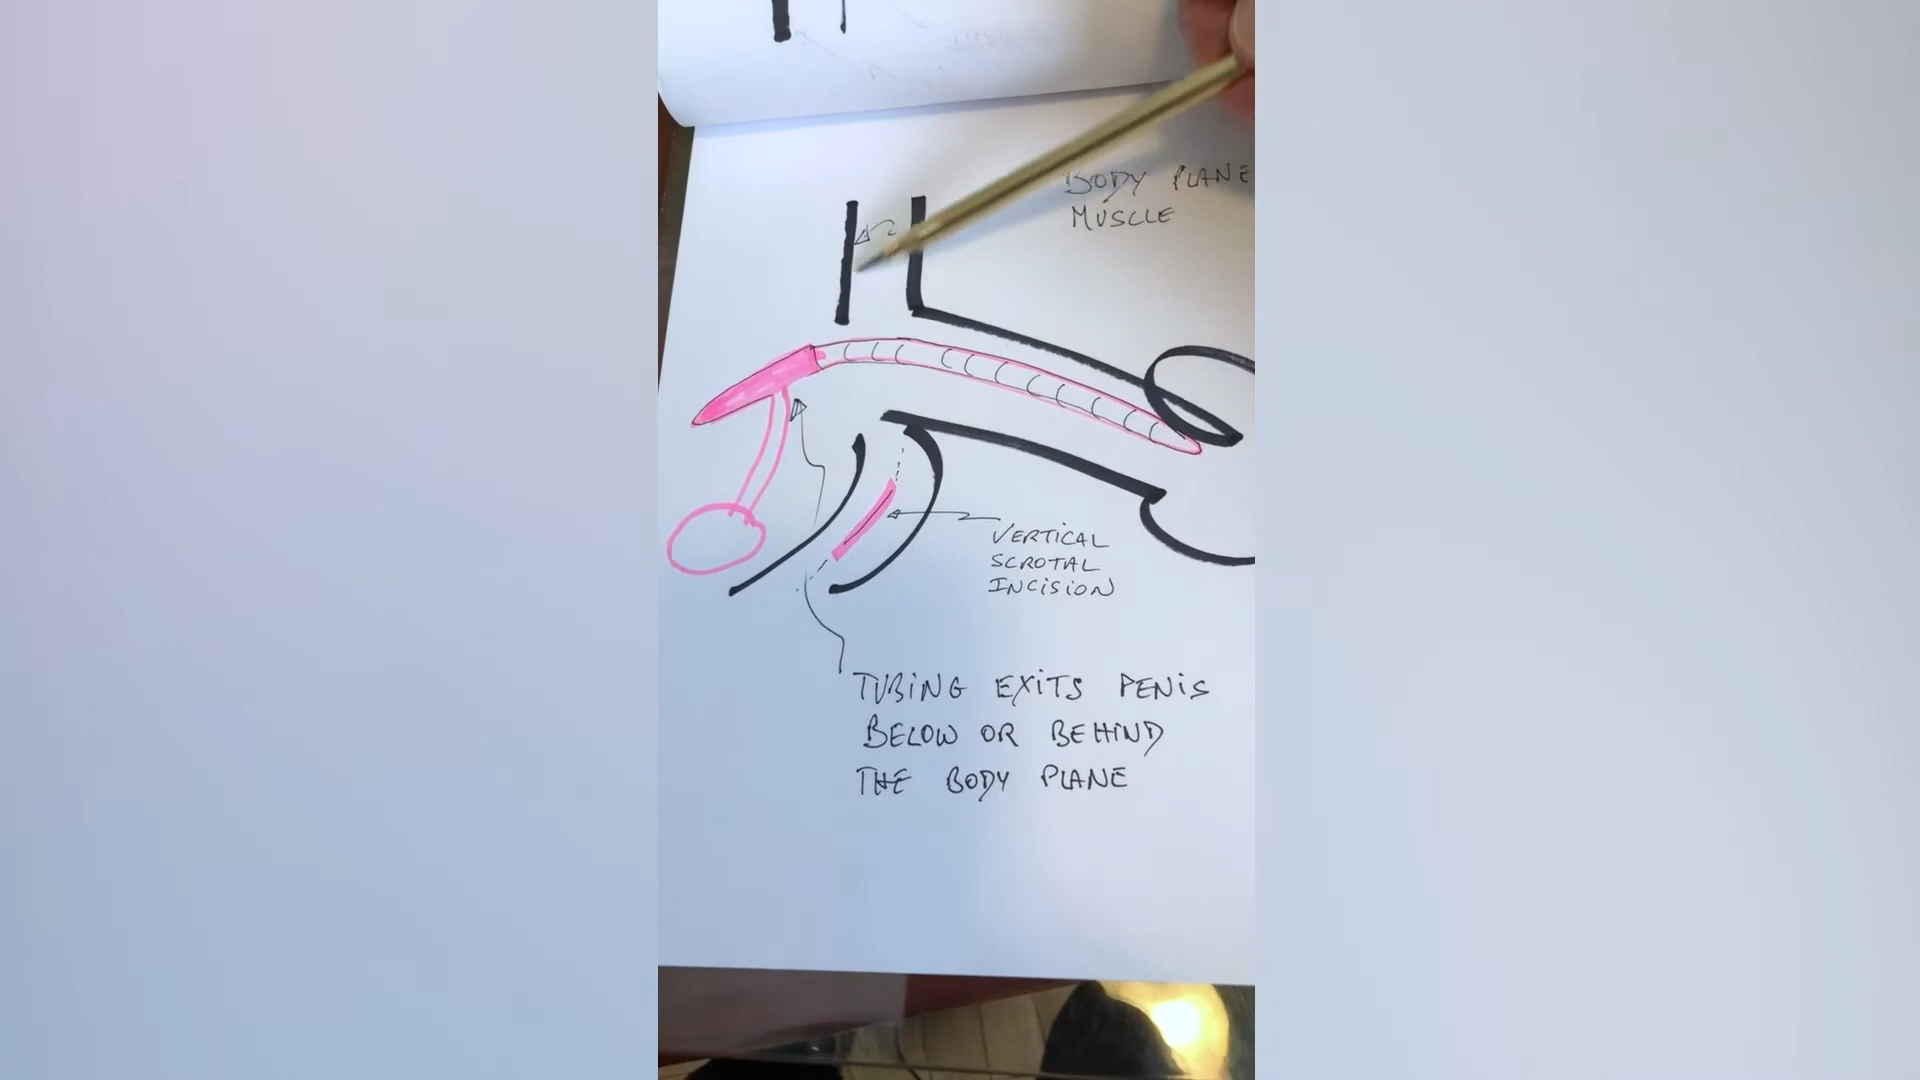 BODY PLANE
MUSCLE
VERTICAL
SCROTAL
INCISION
TUBING EXITS PENIS
BELOW OR BEHIND
THE BODY PLANE